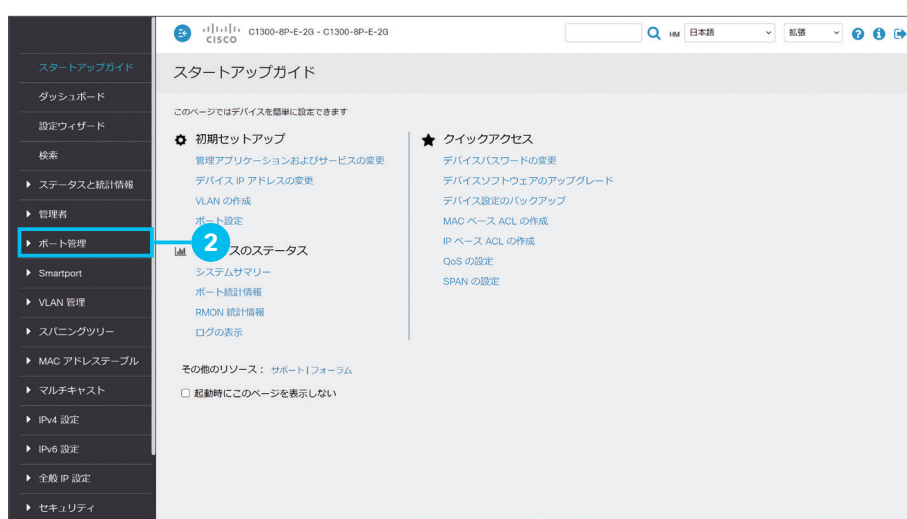 CISCO C1300-8P-E-2G - C1300-8P-E-2G HM 日本語 拡張
スタートアップガイド
ダッシュボード
設定ウィザード
検索
ステータスと統計情報
管理者
ポート管理
Smartport
VLAN 管理
スパニングツリー
MAC アドレステーブル
マルチキャスト
IPv4 設定
IPv6 設定
全般 IP 設定
セキュリティ
スタートアップガイド
このページではデバイスを簡単に設定できます
初期セットアップ
管理アプリケーションおよびサービスの変更
デバイス IP アドレスの変更
VLAN の作成
ポート設定
2
スのステータス
システムサマリー
ポート統計情報
RMON 統計情報
ログの表示
クイックアクセス
デバイスパスワードの変更
デバイスソフトウェアのアップグレード
デバイス設定のバックアップ
MAC ベース ACL の作成
IP ベース ACL の作成
QoS の設定
SPAN の設定
その他のリソース： サポート | フォーラム
起動時にこのページを表示しない